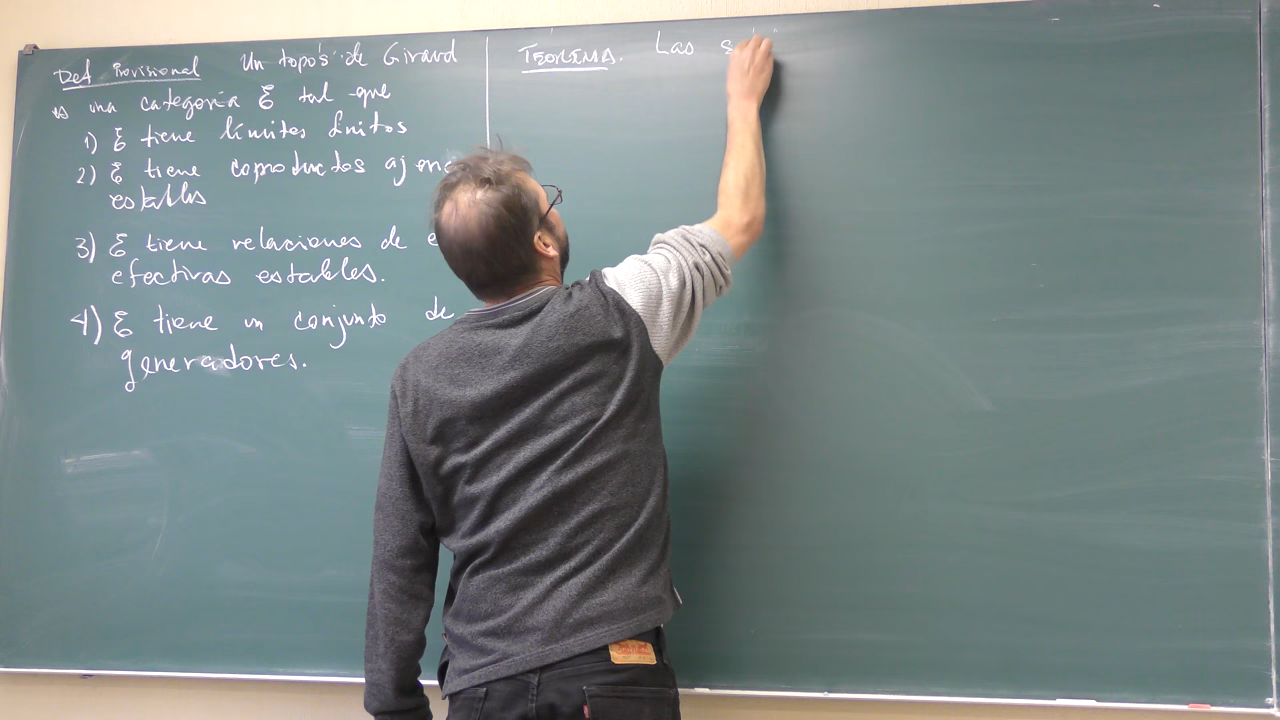 Def Provisional Un topos de Giraud
es una categoría ℰ tal que
1) ℰ tiene límites finitos
2) ℰ tiene coproductos
estables
3) ℰ tiene relaciones de
efectivas estables.
4) ℰ tiene un conjunto de
generadores.
TEOREMA. Las